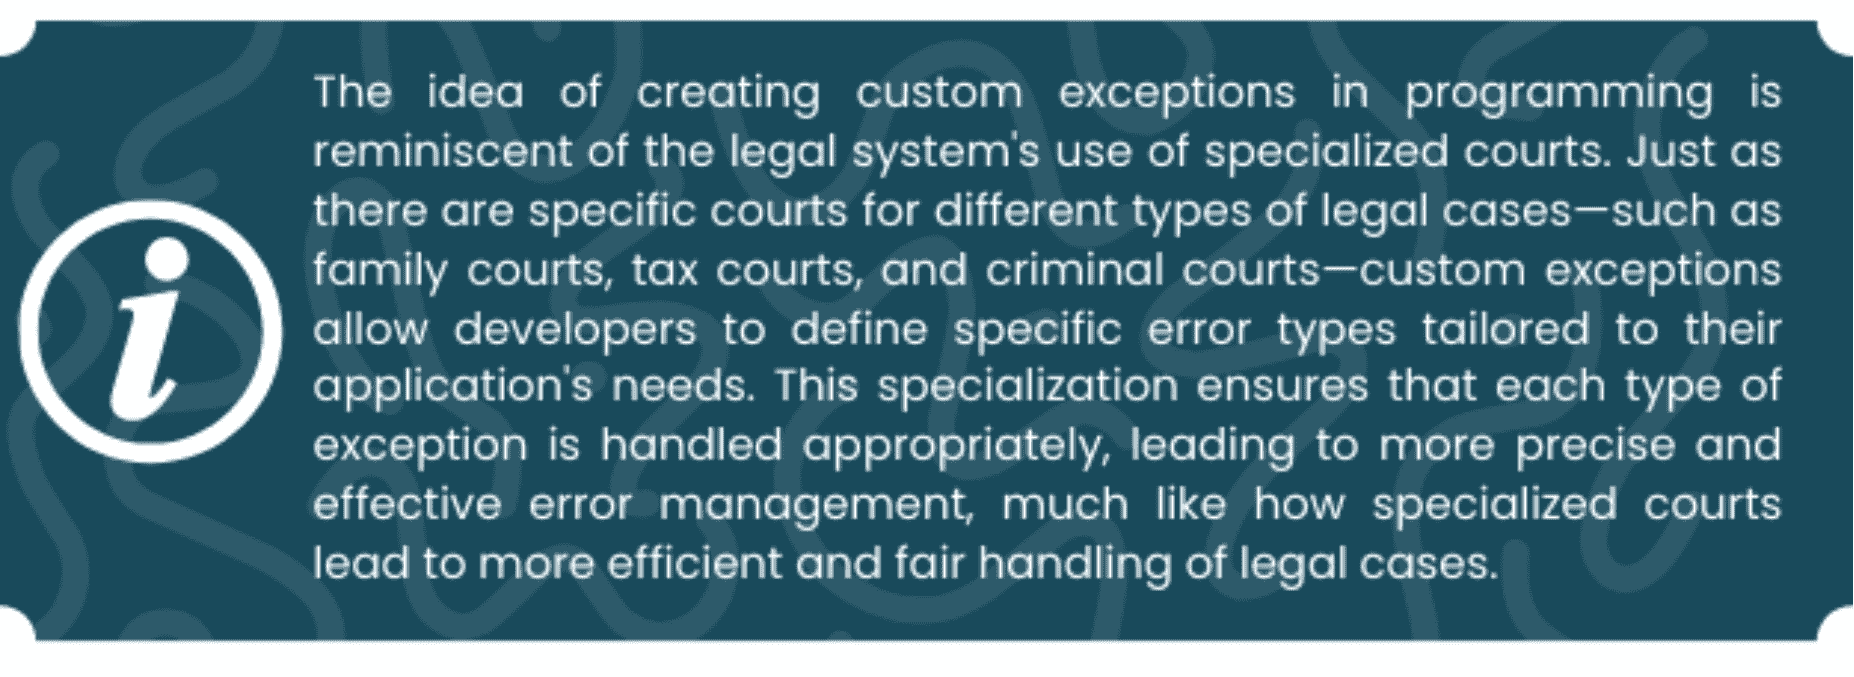 The idea of creating custom exceptions in programming is
reminiscent of the legal system's use of specialized courts. Just as
there are specific courts for different types of legal cases—such as
family courts, tax courts, and criminal courts—custom exceptions
allow developers to define specific error types tailored to their
application's needs. This specialization ensures that each type of
exception is handled appropriately, leading to more precise and
effective error management, much like how specialized courts
lead to more efficient and fair handling of legal cases.